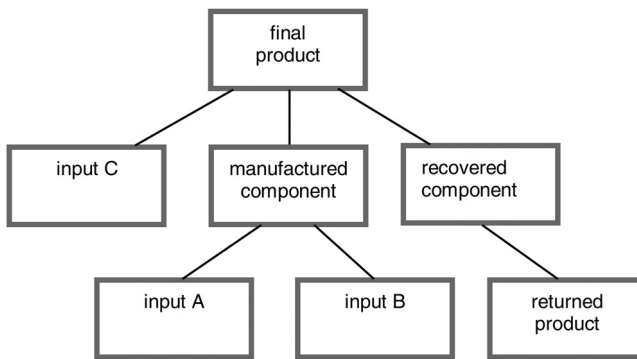 final
product
input C
manufactured
component
recovered
component
input A
input B
returned
product